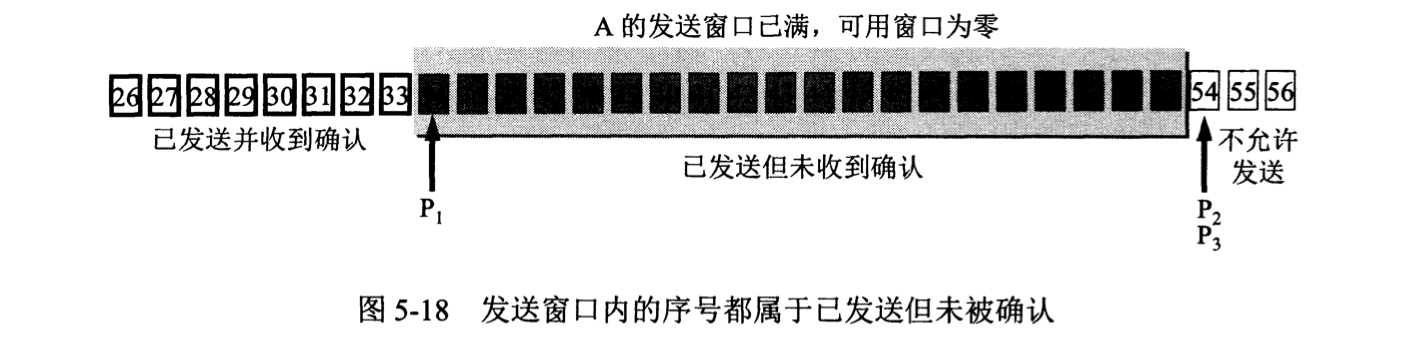 A 的发送窗口已满，可用窗口为零
26 27 28 29 30 31 32 33 54 55 56
已发送并收到确认
已发送但未收到确认
不允许
发送
P1
P2
P3
图 5-18 发送窗口内的序号都属于已发送但未被确认